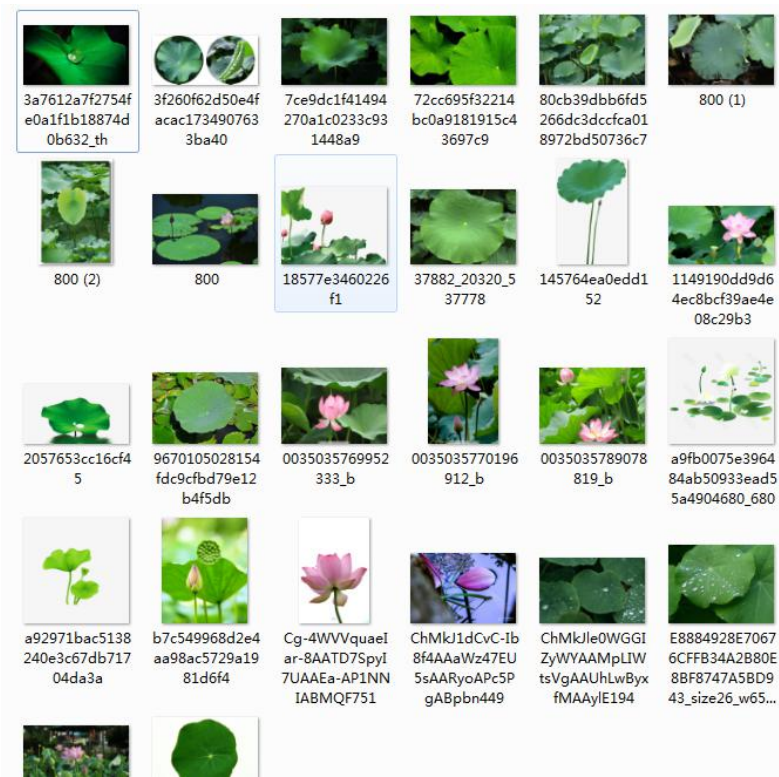 3a7612a7f2754f
e0a1f1b18874d
0b632_th
3f260f62d50e4f
acac173490763
3ba40
7ce9dc1f41494
270a1c0233c93
1448a9
72cc695f32214
bc0a9181915c4
3697c9
80cb39dbb6fd5
266dc3dccfca01
8972bd50736c7
800 (1)
800 (2)
800
18577e3460226
f1
37882_20320_5
37778
145764ea0edd1
52
1149190dd9d6
4ec8bcf39ae4e
08c29b3
2057653cc16cf4
5
9670105028154
fdc9cfbd79e12
b4f5db
0035035769952
333_b
0035035770196
912_b
0035035789078
819_b
a9fb0075e3964
84ab50933ead5
5a4904680_680
a92971bac5138
240e3c67db717
04da3a
b7c549968d2e4
aa98ac5729a19
81d6f4
Cg-4WVVquaeI
ar-8AATD7SpyI
7UAAEa-AP1NN
IABMQF751
ChMkJ1dCvC-Ib
8f4AAaWz47EU
5sAARyoAPc5P
gABpbn449
ChMkJle0WGGI
ZyWYAAMpLIW
tsVgAAUhLwByx
fMAAylE194
E8884928E7067
6CFFB34A2B80E
8BF8747A5BD9
43_size26_w65...